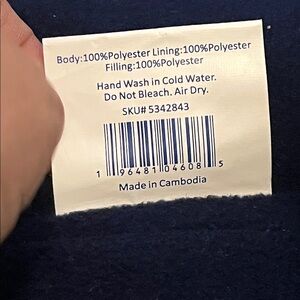 Body:100%Polyester Lining:100%Polyester
Filling:100%Polyester
Hand Wash in Cold Water.
Do Not Bleach. Air Dry.
SKU# 5342843
1 96481 04608 5
Made in Cambodia